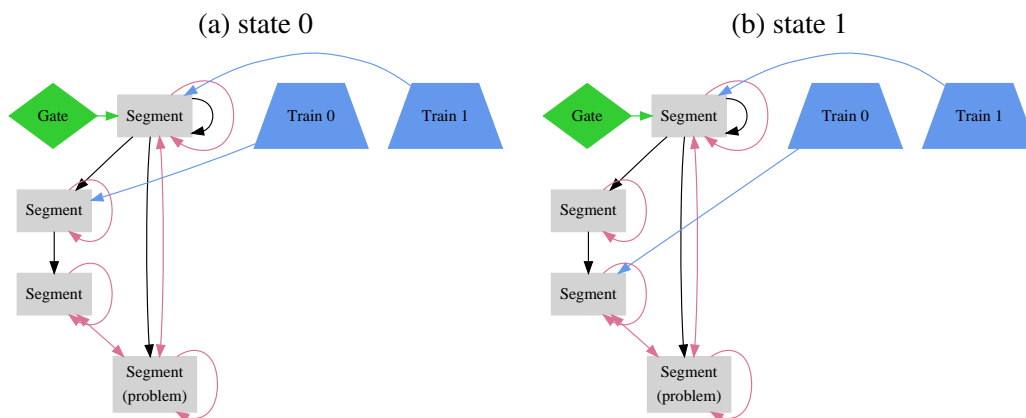 (a) state 0
Gate
Segment
Train 0
Train 1
Segment
Segment
Segment
(problem)
(b) state 1
Gate
Segment
Train 0
Train 1
Segment
Segment
Segment
(problem)